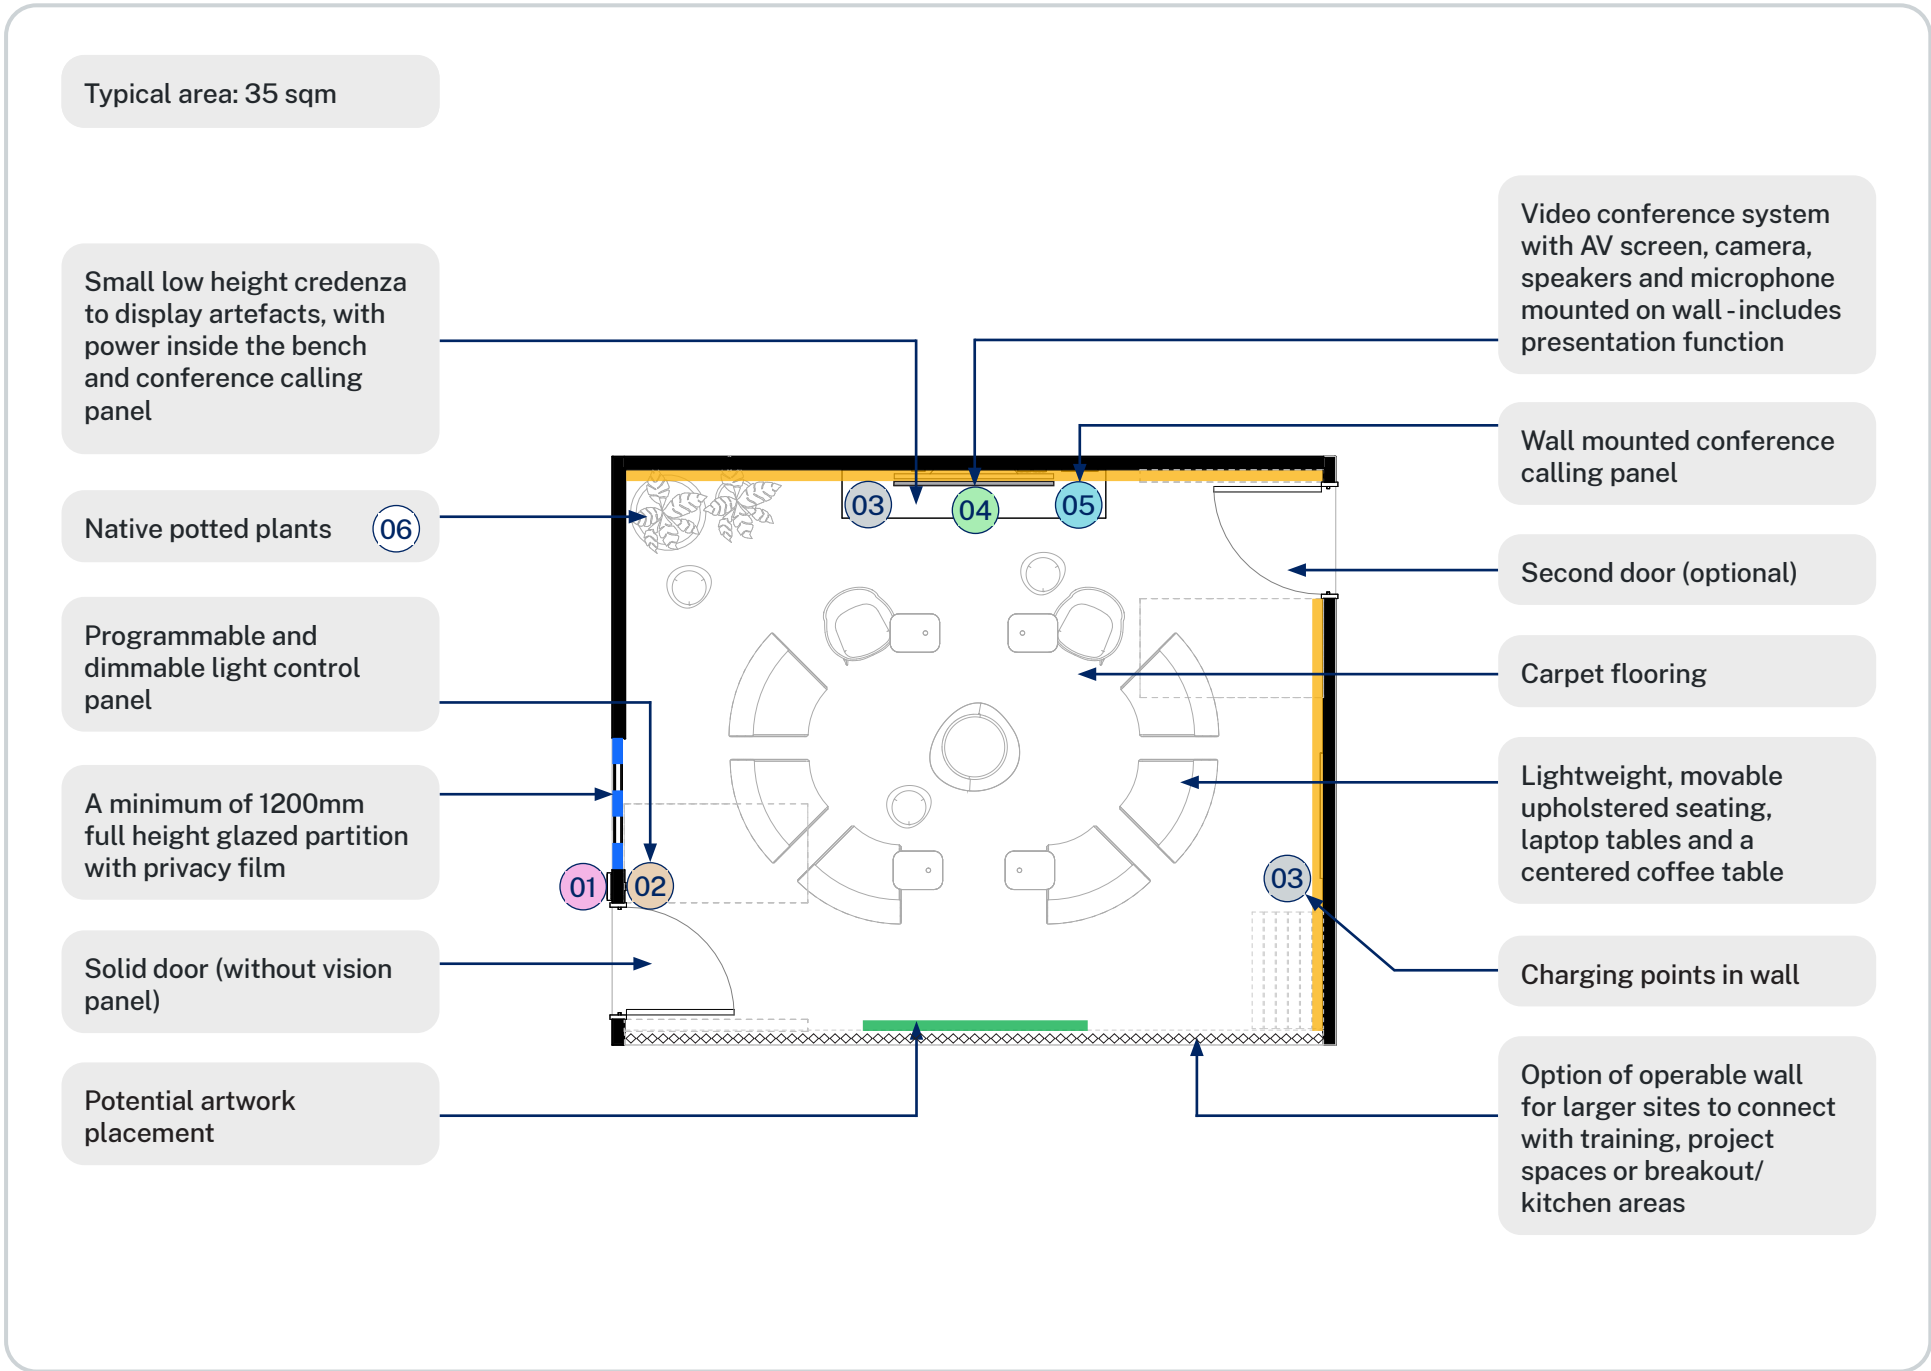 Typical area: 35 sqm
Small low height credenza
to display artefacts, with
power inside the bench
and conference calling
panel
Native potted plants 06
Programmable and
dimmable light control
panel
A minimum of 1200mm
full height glazed partition
with privacy film
Solid door (without vision
panel)
Potential artwork
placement
03 04 05
01 02
03
Video conference system
with AV screen, camera,
speakers and microphone
mounted on wall - includes
presentation function
Wall mounted conference
calling panel
Second door (optional)
Carpet flooring
Lightweight, movable
upholstered seating,
laptop tables and a
centered coffee table
Charging points in wall
Option of operable wall
for larger sites to connect
with training, project
spaces or breakout/
kitchen areas